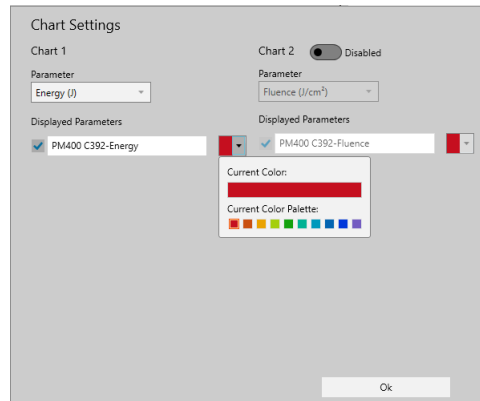 Chart Settings
Chart 1
Chart 2 Disabled
Parameter
Parameter
Energy (J)
Fluence (J/cm²)
Displayed Parameters
Displayed Parameters
PM400 C392-Energy
PM400 C392-Fluence
Current Color:
Current Color Palette:
Ok